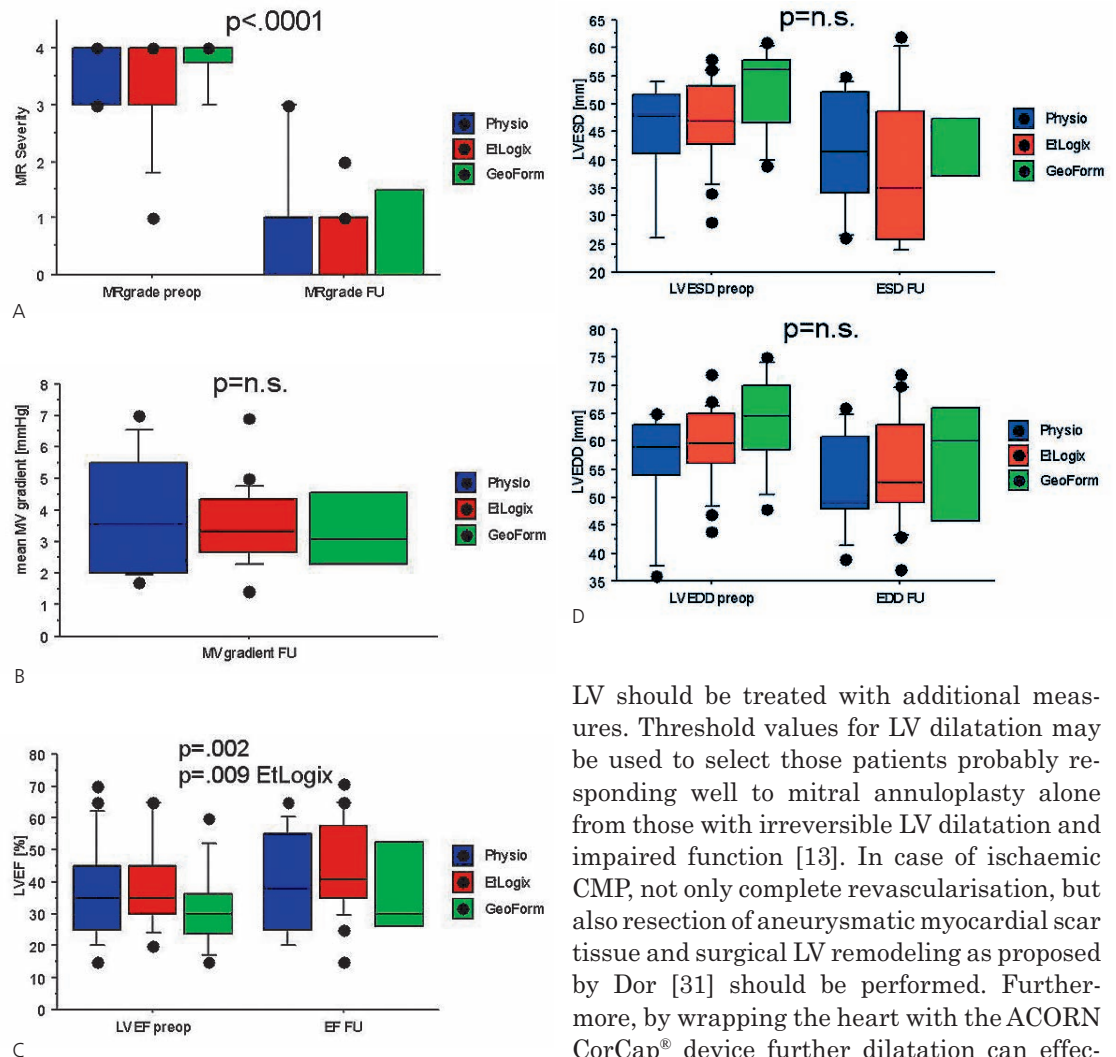 p<.0001
MR Severity
4
3
2
1
0
MRgrade preop
MRgrade FU
Physio
EtLogix
GeoForm
A
p=n.s.
mean MV gradient [mmHg]
8
7
6
5
4
3
2
1
0
MV gradient FU
Physio
EtLogix
GeoForm
B
p=.002
p=.009 EtLogix
LVEF [%]
80
70
60
50
40
30
20
10
0
LVEF preop
EF FU
Physio
EtLogix
GeoForm
C
p=n.s.
LVESD [mm]
65
60
55
50
45
40
35
30
25
20
LVESD preop
ESD FU
Physio
EtLogix
GeoForm
p=n.s.
LVEDD [mm]
80
75
70
65
60
55
50
45
40
35
LVEDD preop
EDD FU
Physio
EtLogix
GeoForm
D
LV should be treated with additional meas-
ures. Threshold values for LV dilatation may
be used to select those patients probably re-
sponding well to mitral annuloplasty alone
from those with irreversible LV dilatation and
impaired function [13]. In case of ischaemic
CMP, not only complete revascularisation, but
also resection of aneurysmatic myocardial scar
tissue and surgical LV remodeling as proposed
by Dor [31] should be performed. Further-
more, by wrapping the heart with the ACORN
CorCap® device further dilatation can effec-